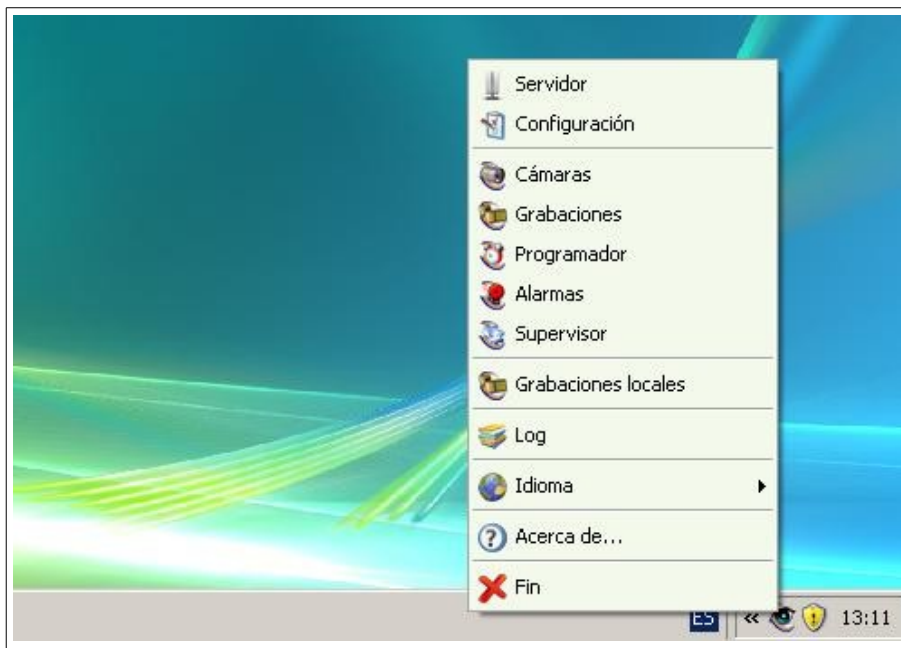 Servidor
Configuración
Cámaras
Grabaciones
Programador
Alarmas
Supervisor
Grabaciones locales
Log
Idioma
Acerca de...
Fin
ES
« 13:11